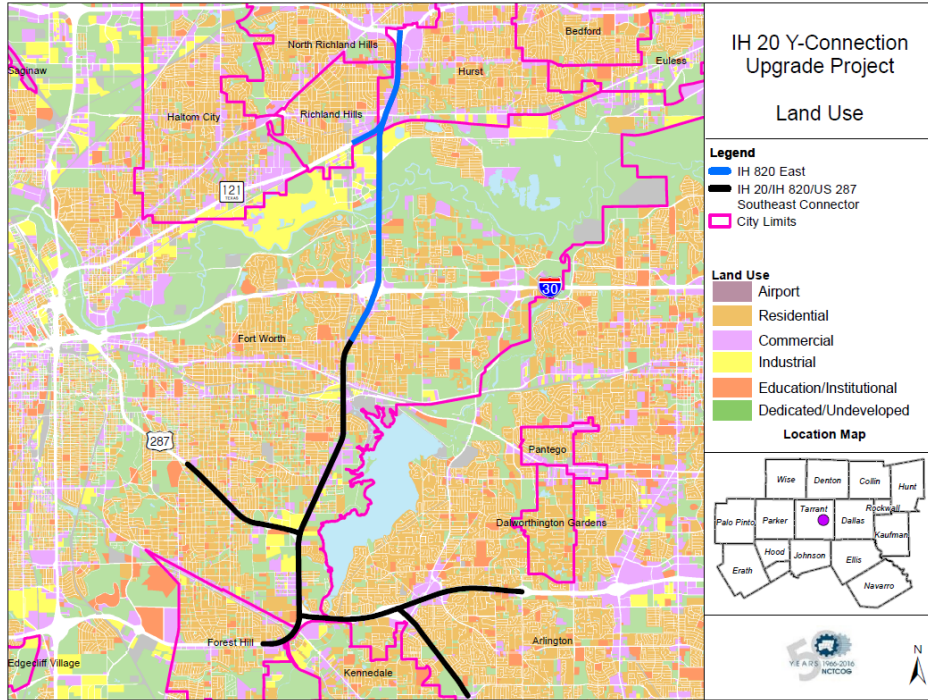 North Richland Hills
Bedford
Saginaw
Hurst
Euless
Haltom City
Richland Hills
121
TEXAS
30
Fort Worth
287
Pantego
Dalworthington Gardens
Forest Hill
Arlington
Edgecliff Village
Kennedale
IH 20 Y-Connection
Upgrade Project
Land Use
Legend
IH 820 East
IH 20/IH 820/US 287
Southeast Connector
City Limits
Land Use
Airport
Residential
Commercial
Industrial
Education/Institutional
Dedicated/Undeveloped
Location Map
Wise
Denton
Collin
Hunt
Palo Pinto
Parker
Tarrant
Dallas
Rockwall
Kaufman
Erath
Hood
Johnson
Ellis
Navarro
50
YEARS 1966-2016
NCTCOG
N